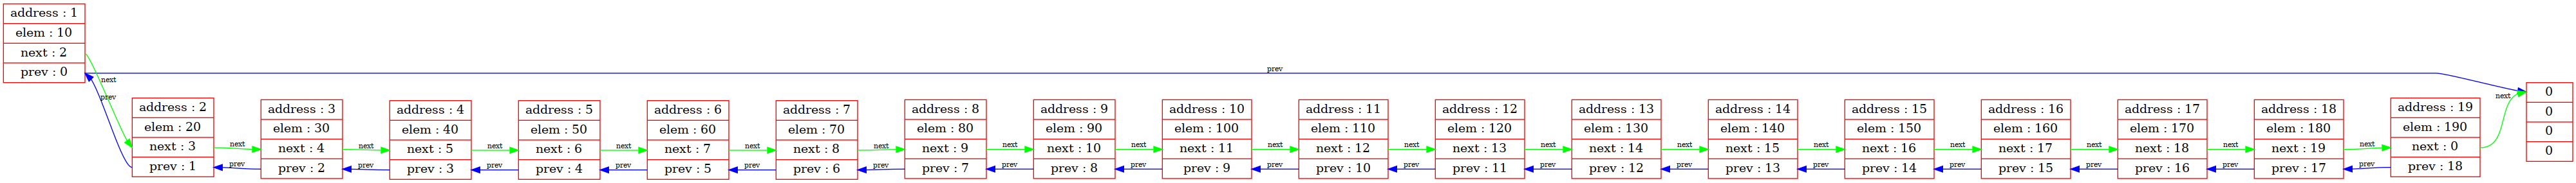 address : 1
elem : 10
next : 2
prev : 0
next
prev
prev
address : 2
elem : 20
next : 3
prev : 1
next
prev
address : 3
elem : 30
next : 4
prev : 2
next
prev
address : 4
elem : 40
next : 5
prev : 3
next
prev
address : 5
elem : 50
next : 6
prev : 4
next
prev
address : 6
elem : 60
next : 7
prev : 5
next
prev
address : 7
elem : 70
next : 8
prev : 6
next
prev
address : 8
elem : 80
next : 9
prev : 7
next
prev
address : 9
elem : 90
next : 10
prev : 8
next
prev
address : 10
elem : 100
next : 11
prev : 9
next
prev
address : 11
elem : 110
next : 12
prev : 10
next
prev
address : 12
elem : 120
next : 13
prev : 11
next
prev
address : 13
elem : 130
next : 14
prev : 12
next
prev
address : 14
elem : 140
next : 15
prev : 13
next
prev
address : 15
elem : 150
next : 16
prev : 14
next
prev
address : 16
elem : 160
next : 17
prev : 15
next
prev
address : 17
elem : 170
next : 18
prev : 16
next
prev
address : 18
elem : 180
next : 19
prev : 17
next
prev
address : 19
elem : 190
next : 0
prev : 18
next
0
0
0
0